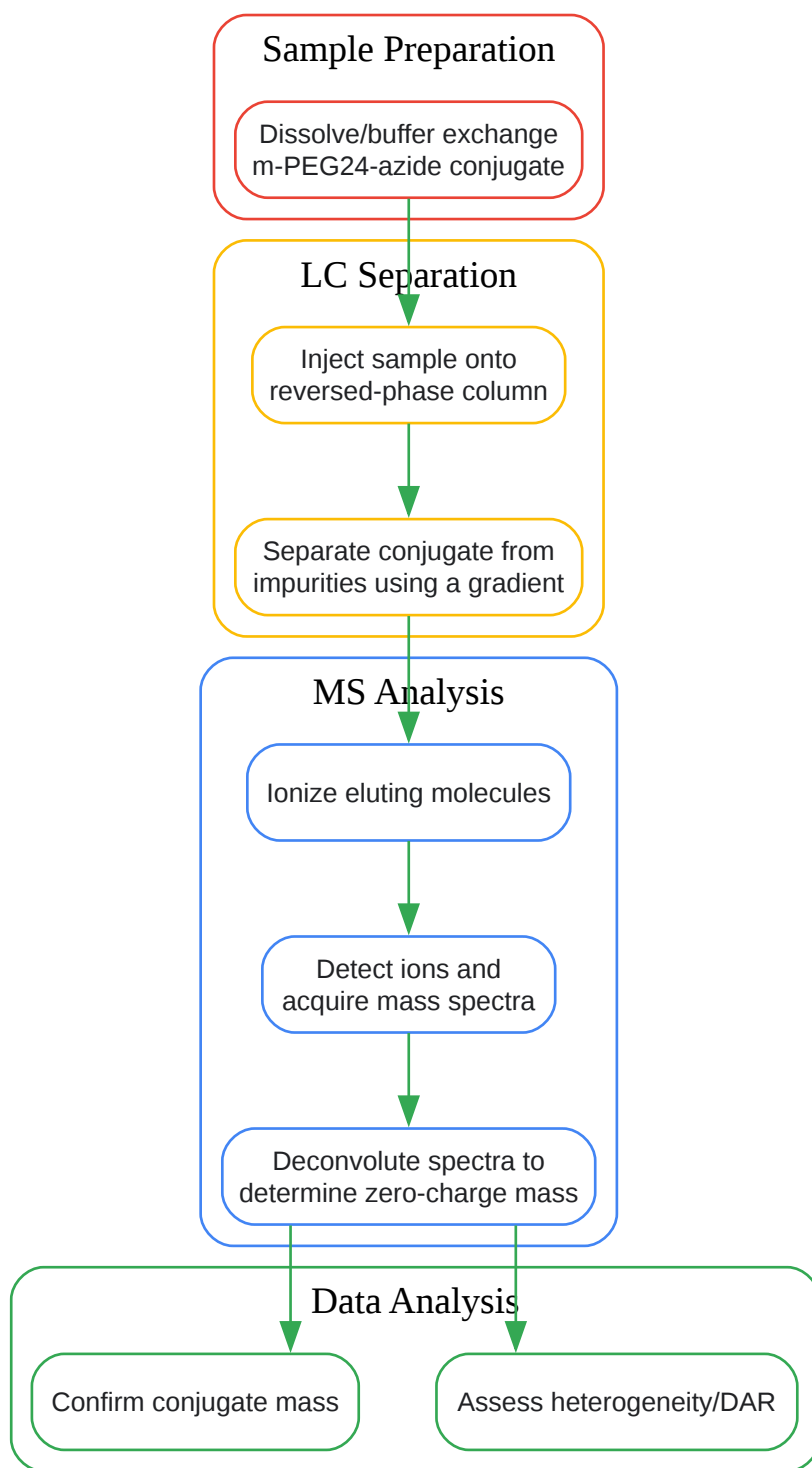 Sample Preparation
Dissolve/buffer exchange
m-PEG24-azide conjugate
LC Separation
Inject sample onto
reversed-phase column
Separate conjugate from
impurities using a gradient
MS Analysis
Ionize eluting molecules
Detect ions and
acquire mass spectra
Deconvolute spectra to
determine zero-charge mass
Data Analysis
Confirm conjugate mass
Assess heterogeneity/DAR